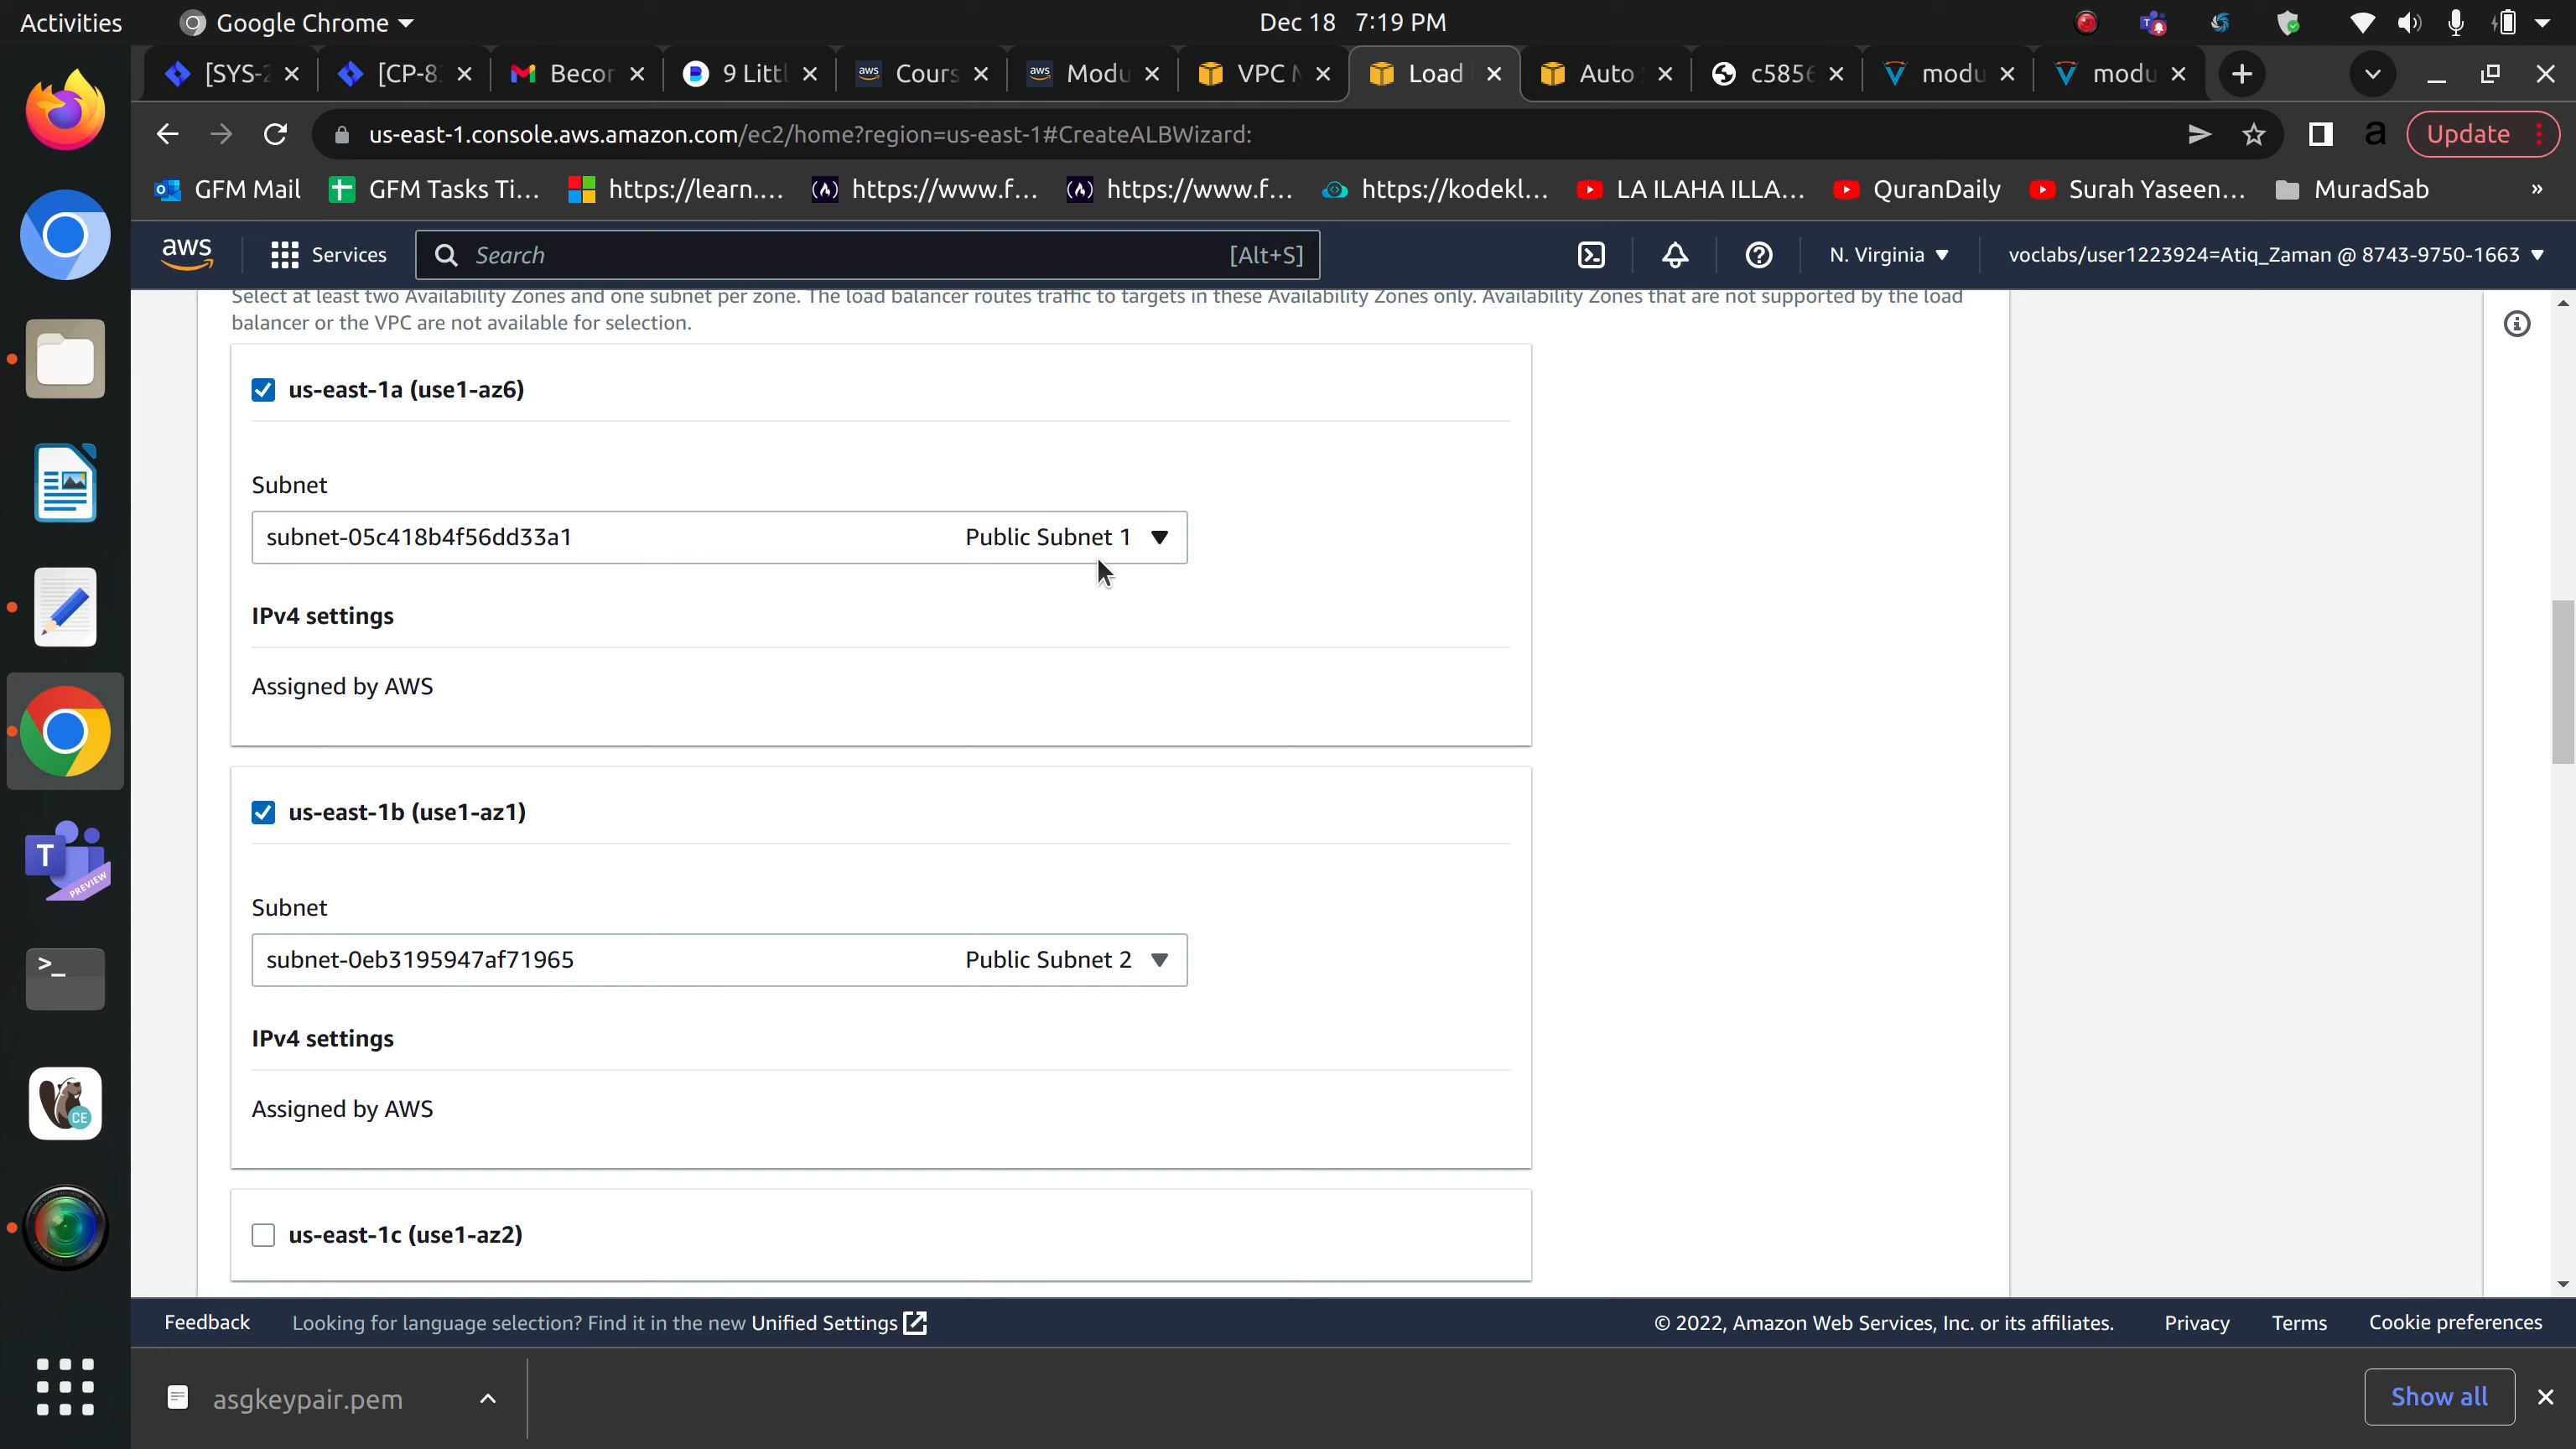 Activities Google Chrome Dec 18 7:19 PM
[SYS-2 [CP-8 Becor 9 Littl Cours Modu VPC M Load Auto c5856 modu modu
us-east-1.console.aws.amazon.com/ec2/home?region=us-east-1#CreateALBWizard: Update
GFM Mail GFM Tasks Ti... https://learn.... https://www.f... https://www.f... https://kodekl... LA ILAHA ILLA... QuranDaily Surah Yaseen... MuradSab »
aws Services Search [Alt+S] N. Virginia voclabs/user1223924=Atiq_Zaman @ 8743-9750-1663
Select at least two Availability Zones and one subnet per zone. The load balancer routes traffic to targets in these Availability Zones only. Availability Zones that are not supported by the load
balancer or the VPC are not available for selection.
us-east-1a (use1-az6)
Subnet
subnet-05c418b4f56dd33a1 Public Subnet 1
IPv4 settings
Assigned by AWS
us-east-1b (use1-az1)
Subnet
subnet-0eb3195947af71965 Public Subnet 2
IPv4 settings
Assigned by AWS
us-east-1c (use1-az2)
Feedback Looking for language selection? Find it in the new Unified Settings © 2022, Amazon Web Services, Inc. or its affiliates. Privacy Terms Cookie preferences
asgkeypair.pem Show all